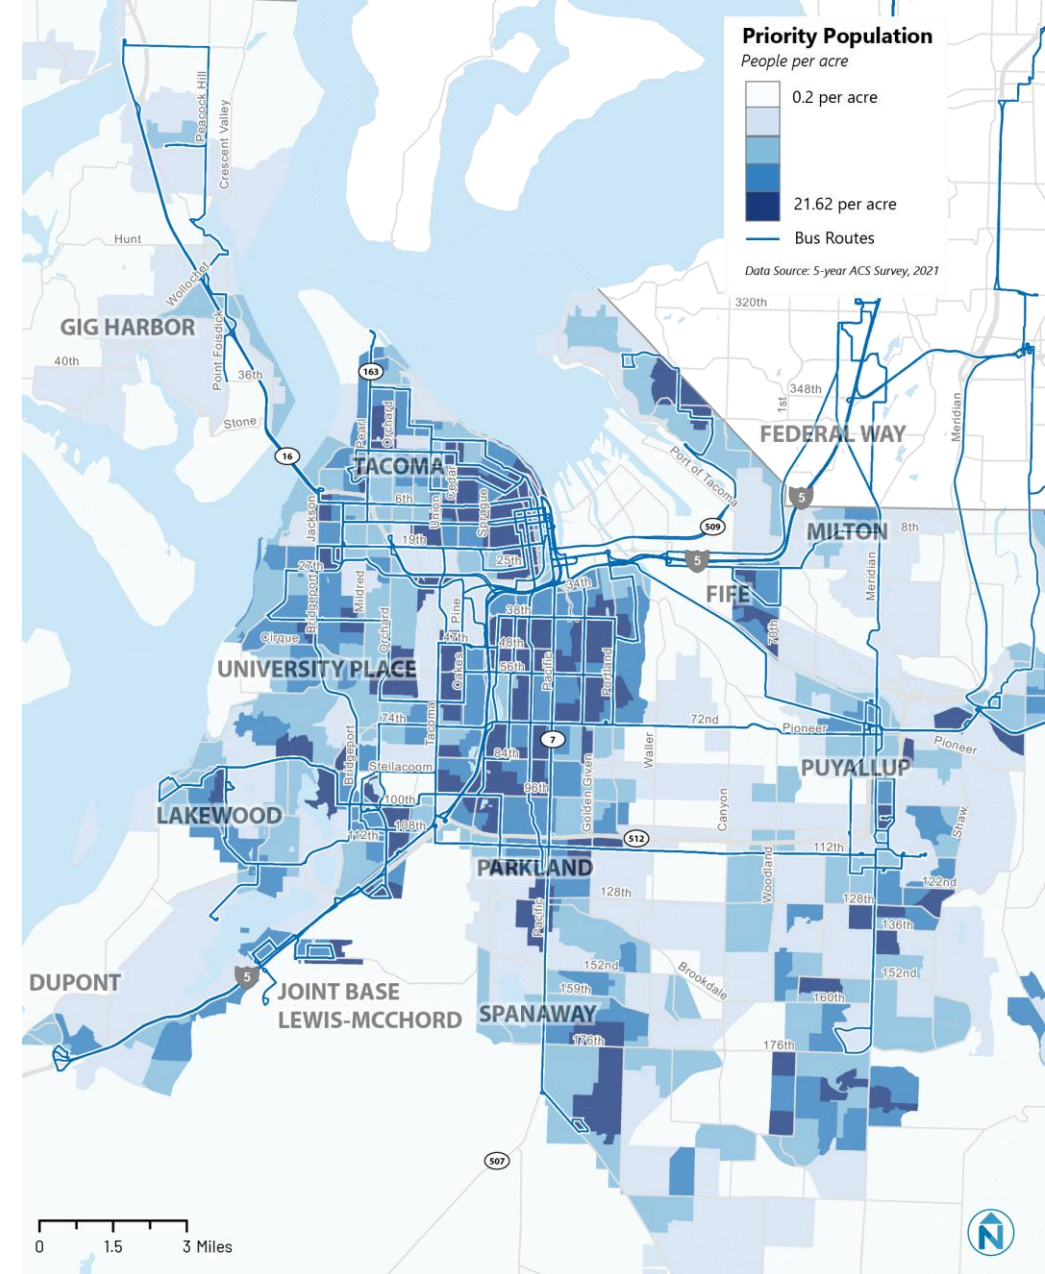 Priority Population
People per acre
0.2 per acre
21.62 per acre
Bus Routes
Data Source: 5-year ACS Survey, 2021
Peacock Hill
Crescent Valley
Hunt
Wollochet
GIG HARBOR
Point Foisdick
40th
36th
Stone
16
163
320th
348th
1st
Meridian
FEDERAL WAY
Pearl
Orchard
TACOMA
Cedar
Port of Tacoma
5
6th
Union
Sprague
Jackson
509
MILTON
8th
19th
25th
5
27th
Bridgeport
Mildred
34th
FIFE
Meridian
Pine
38th
Orchard
70th
Cirque
47th
48th
UNIVERSITY PLACE
Oakes
56th
Pacific
Portland
74th
Tacoma
72nd
Pioneer
Pioneer
7
Waller
Bridgeport
84th
Steilacoom
PUYALLUP
96th
Golden Given
Canyon
100th
LAKEWOOD
108th
112th
512
112th
Shaw
PARKLAND
Woodland
122nd
128th
128th
Pacific
136th
152nd
Brookdale
152nd
DUPONT
5
JOINT BASE
LEWIS-MCCHORD
159th
160th
SPANAWAY
176th
176th
507
0 1.5 3 Miles
N